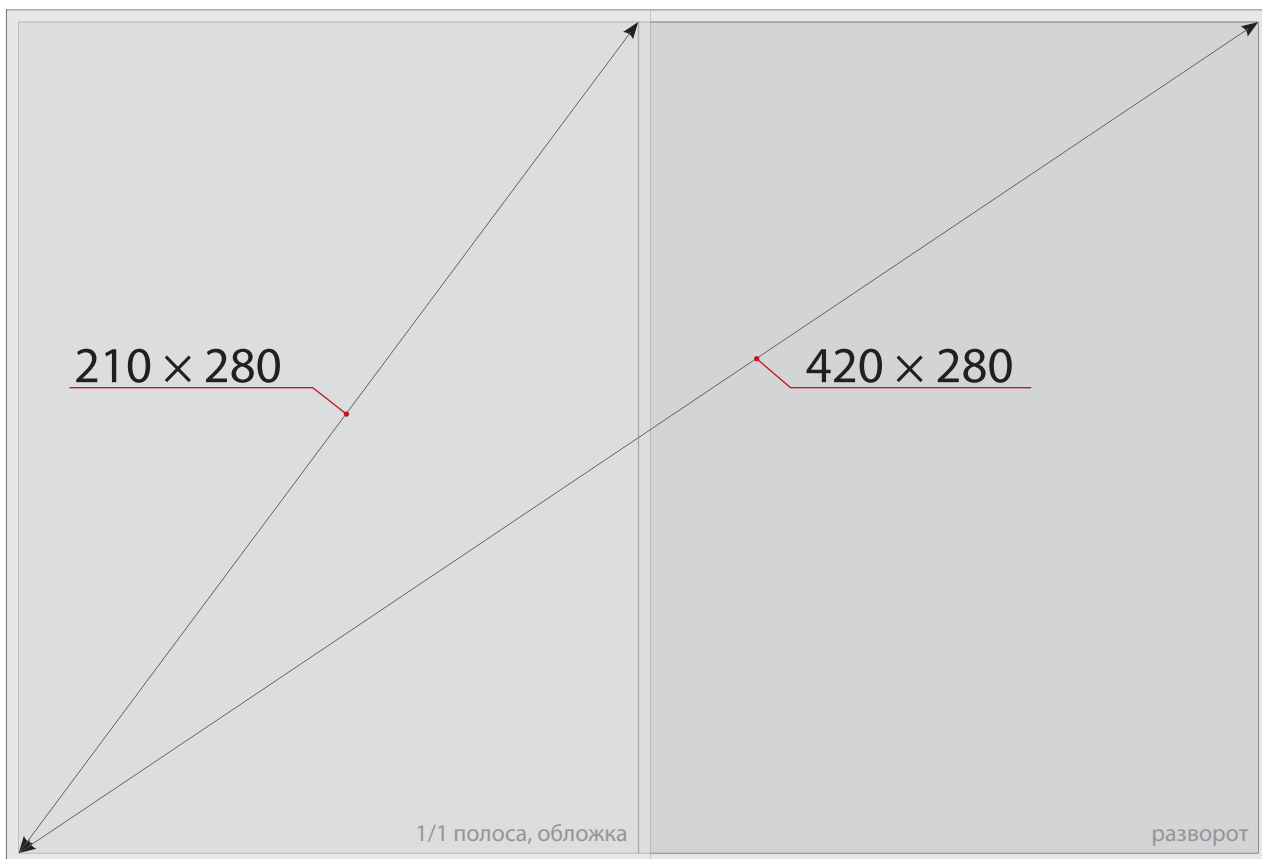 210 × 280
420 × 280
1/1 полоса, обложка
разворот